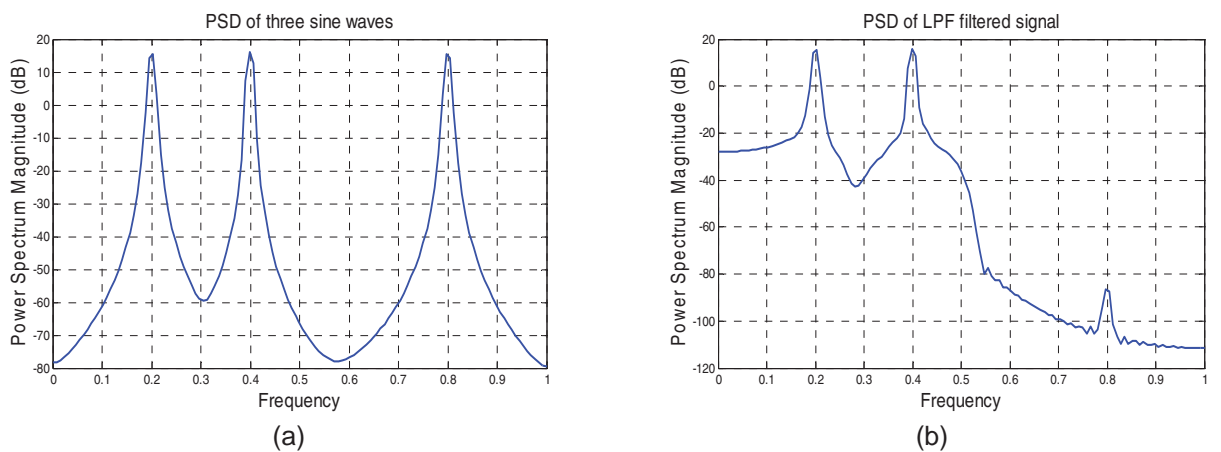 PSD of three sine waves
Power Spectrum Magnitude (dB)
20
10
0
-10
-20
-30
-40
-50
-60
-70
-80
0 0.1 0.2 0.3 0.4 0.5 0.6 0.7 0.8 0.9 1
Frequency
(a)
PSD of LPF filtered signal
Power Spectrum Magnitude (dB)
20
0
-20
-40
-60
-80
-100
-120
0 0.1 0.2 0.3 0.4 0.5 0.6 0.7 0.8 0.9 1
Frequency
(b)